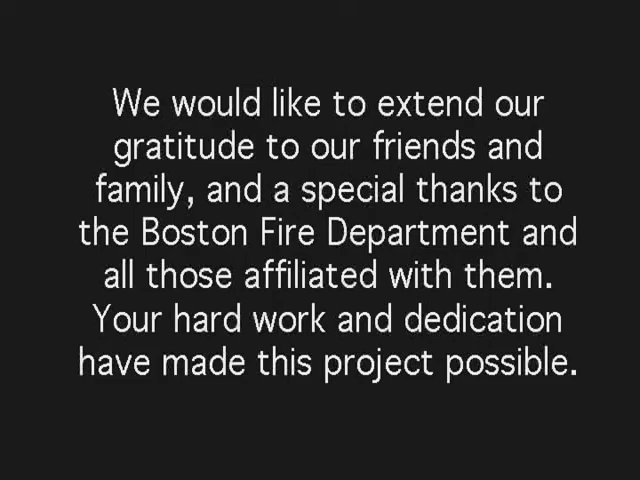 We would like to extend our
gratitude to our friends and
family, and a special thanks to
the Boston Fire Department and
all those affiliated with them.
Your hard work and dedication
have made this project possible.